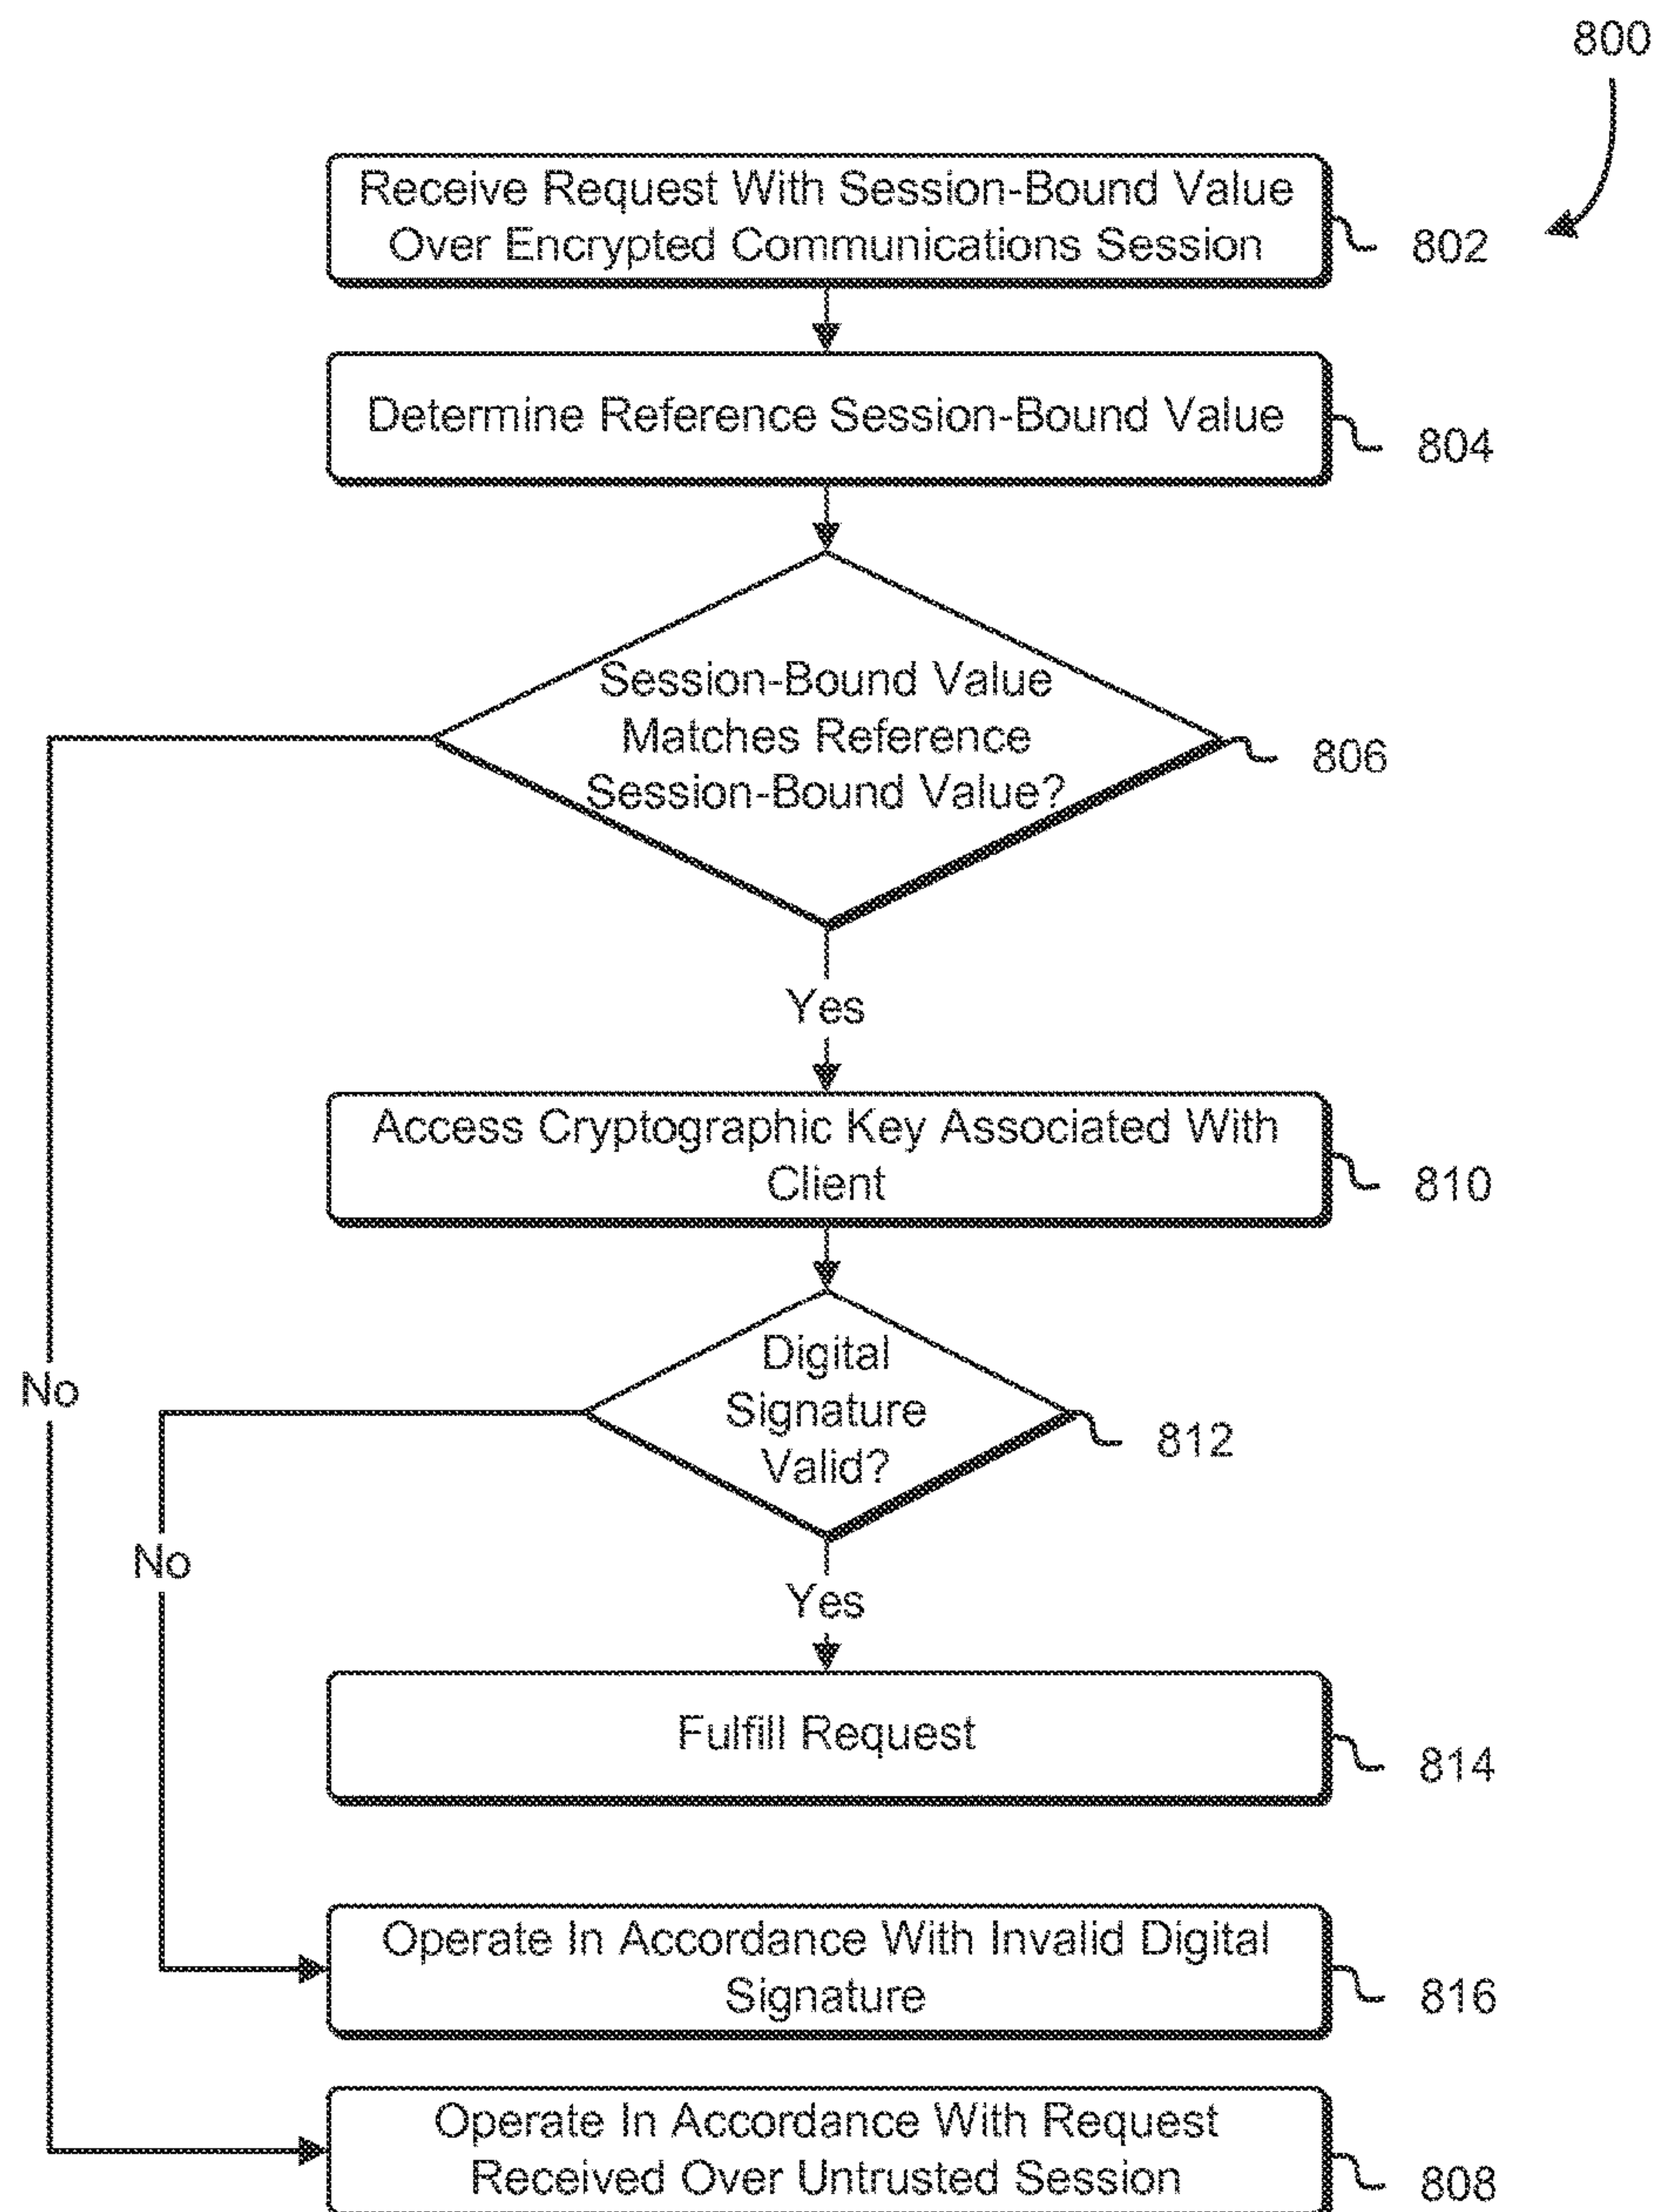 800
Receive Request With Session-Bound Value
Over Encrypted Communications Session
802
Determine Reference Session-Bound Value
804
Session-Bound Value
Matches Reference
Session-Bound Value?
806
Yes
Access Cryptographic Key Associated With
Client
810
No
Digital
Signature
Valid?
812
No
Yes
Fulfill Request
814
Operate In Accordance With Invalid Digital
Signature
816
Operate In Accordance With Request
Received Over Untrusted Session
808